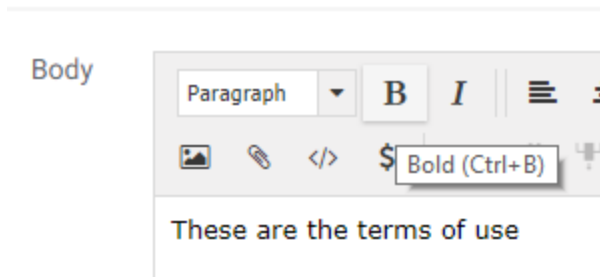 Body
Paragraph
B I
</> $
Bold (Ctrl+B)
These are the terms of use